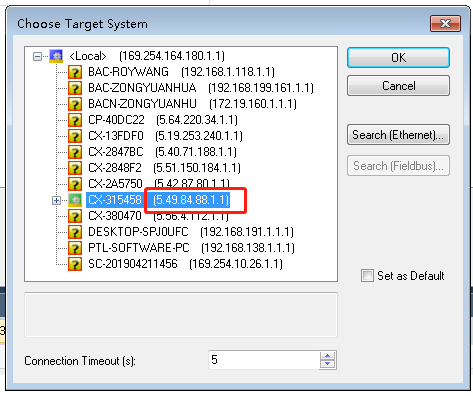 Choose Target System
<Local> (169.254.164.180.1.1)
BAC-ROYWANG (192.168.1.118.1.1)
BAC-ZONGYUANHUA (192.168.199.161.1.1)
BACN-ZONGYUANHU (172.19.160.1.1.1)
CP-40DC22 (5.64.220.34.1.1)
CX-13FDF0 (5.19.253.240.1.1)
CX-2847BC (5.40.71.188.1.1)
CX-2848F2 (5.51.150.184.1.1)
CX-2A5750 (5.42.87.80.1.1)
CX-315458 (5.49.84.88.1.1)
CX-380470 (5.56.4.112.1.1)
DESKTOP-SPJ0UFC (192.168.191.1.1.1)
PTL-SOFTWARE-PC (192.168.138.1.1.1)
SC-201904211456 (169.254.10.26.1.1)
OK
Cancel
Search (Ethernet)...
Search (Fieldbus)...
Set as Default
Connection Timeout (s):
5